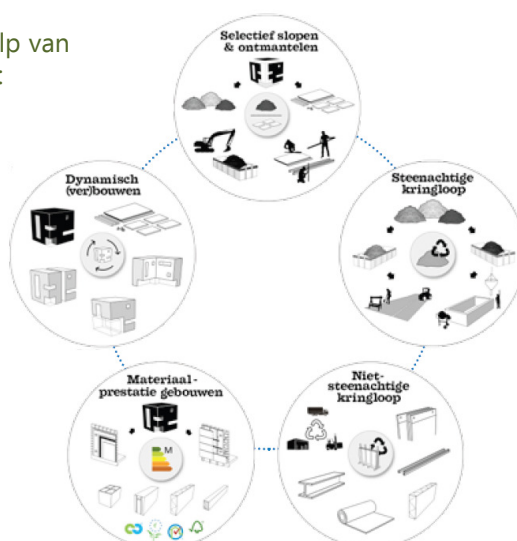 lp van
:
Selectief slopen
& ontmantelen
Dynamisch
(ver)bouwen
Steenachtige
kringloop
Materiaal-
prestatie gebouwen
M
Niet-
steenachtige
kringloop